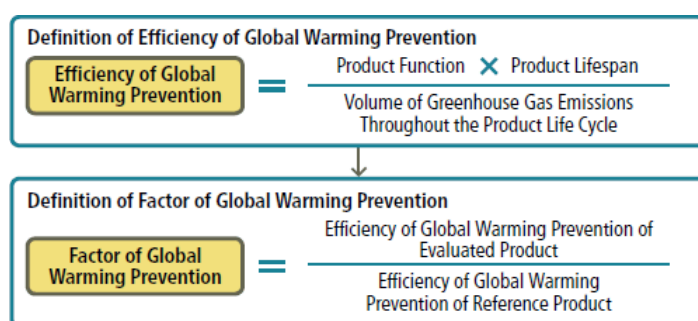 Definition of Efficiency of Global Warming Prevention
Efficiency of Global
Warming Prevention
=
Product Function × Product Lifespan
Volume of Greenhouse Gas Emissions
Throughout the Product Life Cycle
Definition of Factor of Global Warming Prevention
Factor of Global
Warming Prevention
=
Efficiency of Global Warming Prevention of
Evaluated Product
Efficiency of Global Warming
Prevention of Reference Product